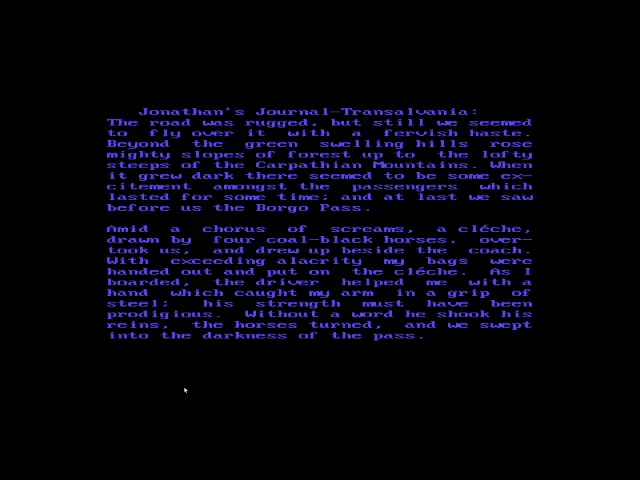 Jonathan's Journal-Transalvania:
The road was rugged, but still we seemed
to fly over it with a fervish haste.
Beyond the green swelling hills rose
mighty slopes of forest up to the lofty
steeps of the Carpathian Mountains. When
it grew dark there seemed to be some ex-
citement amongst the passengers which
lasted for some time; and at last we saw
before us the Borgo Pass.
Amid a chorus of screams, a cléche,
drawn by four coal-black horses, over-
took us, and drew up beside the coach.
With exceeding alacrity my bags were
handed out and put on the cléche. As I
boarded, the driver helped me with a
hand which caught my arm in a grip of
steel; his strength must have been
prodigious. Without a word he shook his
reins, the horses turned, and we swept
into the darkness of the pass.